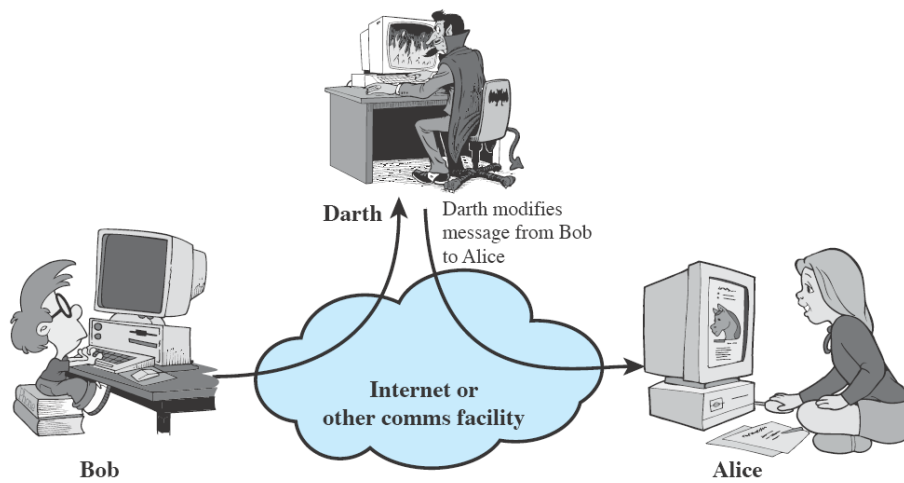 Darth
Darth modifies
message from Bob
to Alice
Internet or
other comms facility
Bob
Alice